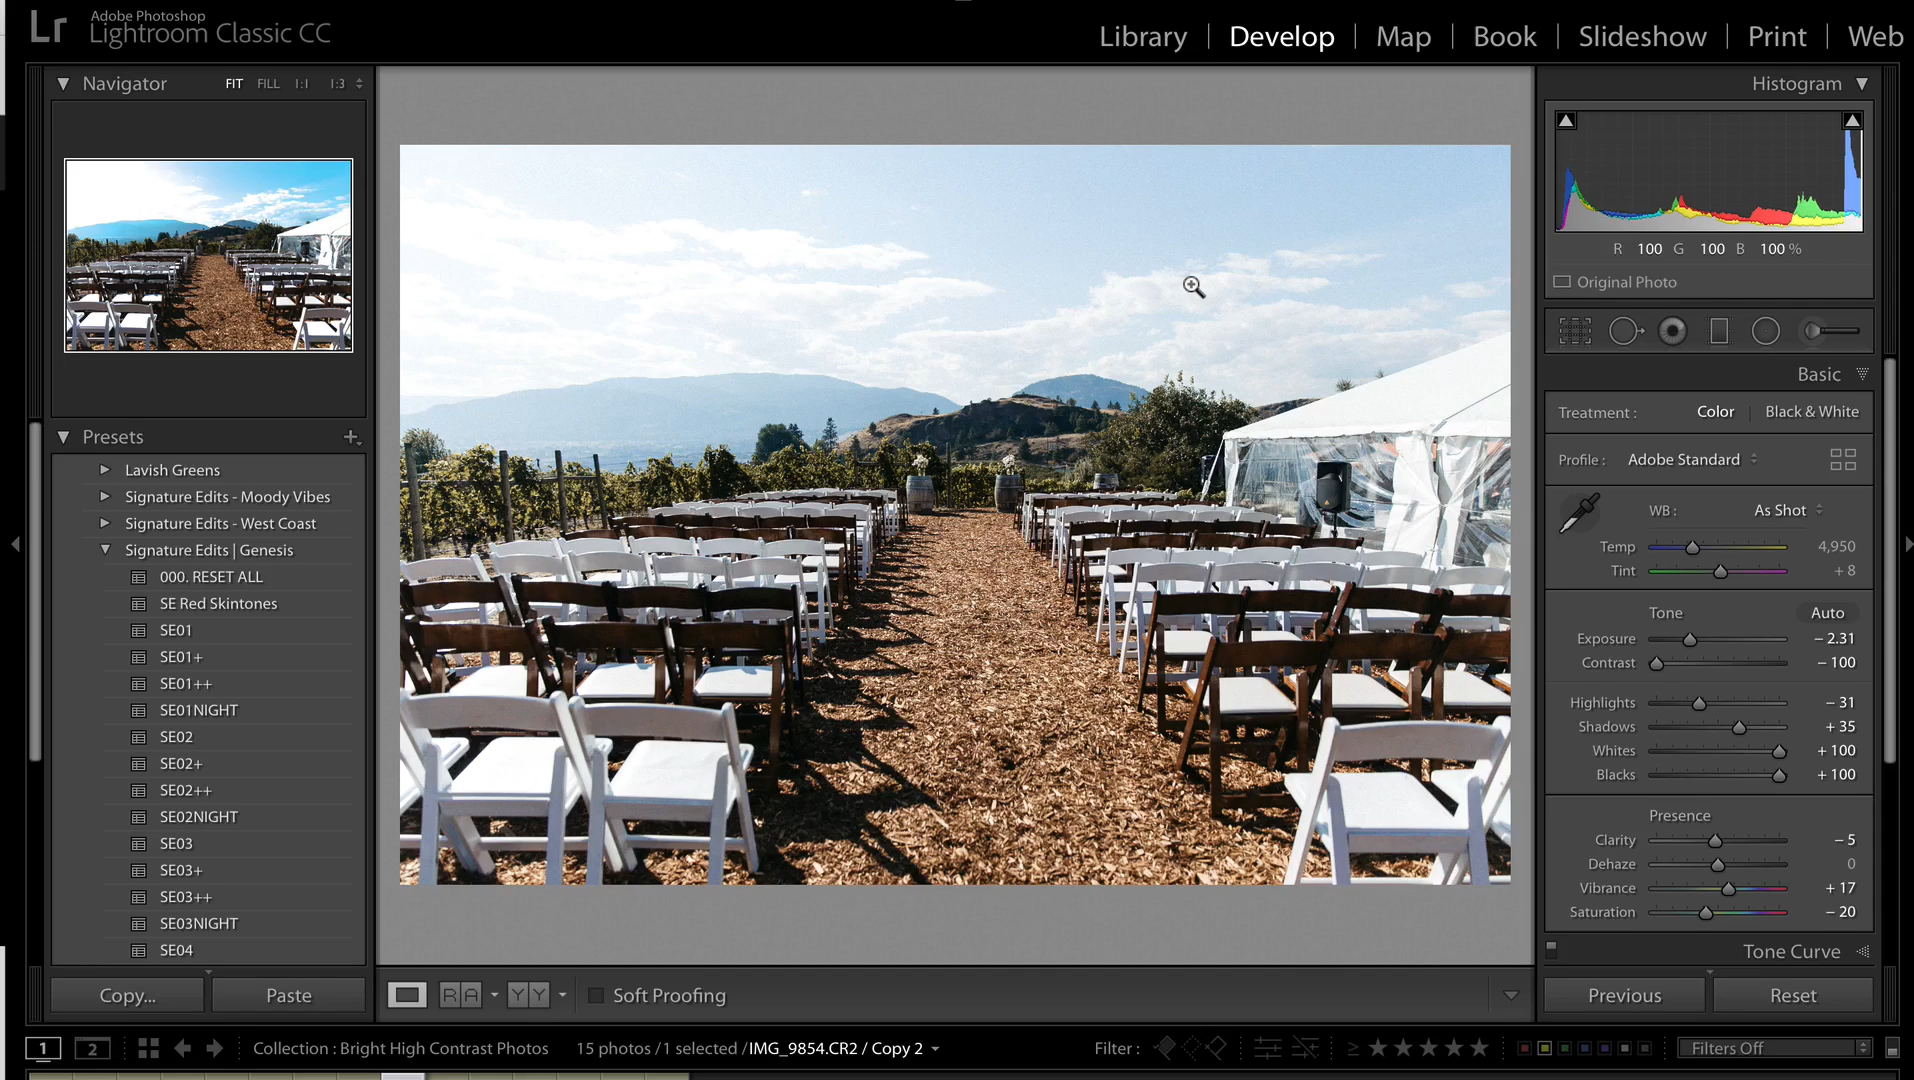 Lr
Adobe Photoshop
Lightroom Classic CC
Library | Develop | Map | Book | Slideshow | Print | Web
Navigator FIT FILL 1:1 1:3
Presets +
Lavish Greens
Signature Edits - Moody Vibes
Signature Edits - West Coast
Signature Edits | Genesis
000. RESET ALL
SE Red Skintones
SE01
SE01+
SE01++
SE01NIGHT
SE02
SE02+
SE02++
SE02NIGHT
SE03
SE03+
SE03++
SE03NIGHT
SE04
Copy...
Paste
RA
YY
Soft Proofing
Histogram
R 100 G 100 B 100 %
Original Photo
Basic
Treatment : Color | Black & White
Profile : Adobe Standard
WB : As Shot
Temp 4,950
Tint + 8
Tone Auto
Exposure − 2.31
Contrast − 100
Highlights − 31
Shadows + 35
Whites + 100
Blacks + 100
Presence
Clarity − 5
Dehaze 0
Vibrance + 17
Saturation − 20
Tone Curve
Previous
Reset
1
2
Collection : Bright High Contrast Photos
15 photos /1 selected /IMG_9854.CR2 / Copy 2
Filter :
≥
Filters Off